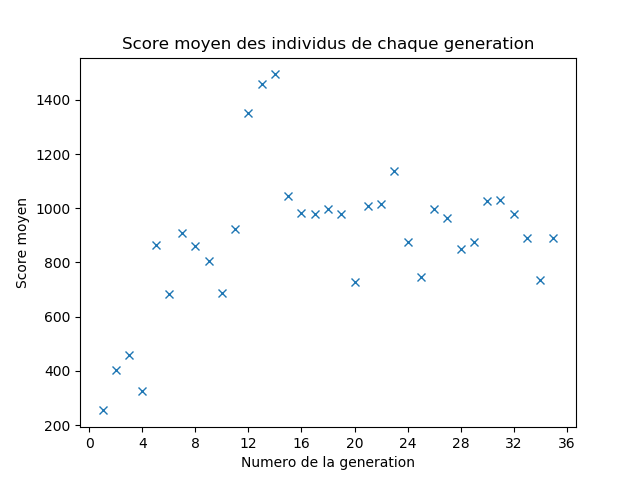 Score moyen des individus de chaque generation
1400
1200
1000
800
600
400
200
Score moyen
0 4 8 12 16 20 24 28 32 36
Numero de la generation